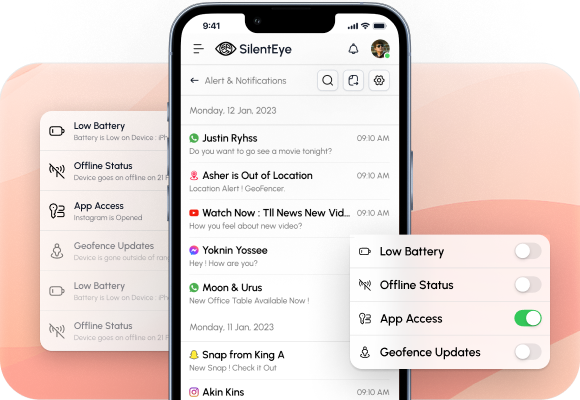 9:41
SilentEye
Alert & Notifications
Monday, 12 Jan, 2023
Justin Ryhss
09:10 AM
Do you want to go see a movie tonight?
Asher is Out of Location
09:10 AM
Location Alert ! GeoFencer.
Watch Now : Tll News New Vid...
09:10 AM
How you feel about new video?
Yoknin Yossee
Hey ! How are you?
Moon & Urus
New Office Table Available Now !
Monday, 11 Jan, 2023
Snap from King A
New Snap ! Check it Out
Akin Kins
09:10 AM
Low Battery
Battery is Low on Device : iPh
Offline Status
Device goes on offline on 21 F
App Access
Instagram is Opened
Geofence Updates
Device is gone outside of ran
Low Battery
Battery is Low on Device : iPh
Offline Status
Device goes on offline on 21 F
Low Battery
Offline Status
App Access
Geofence Updates